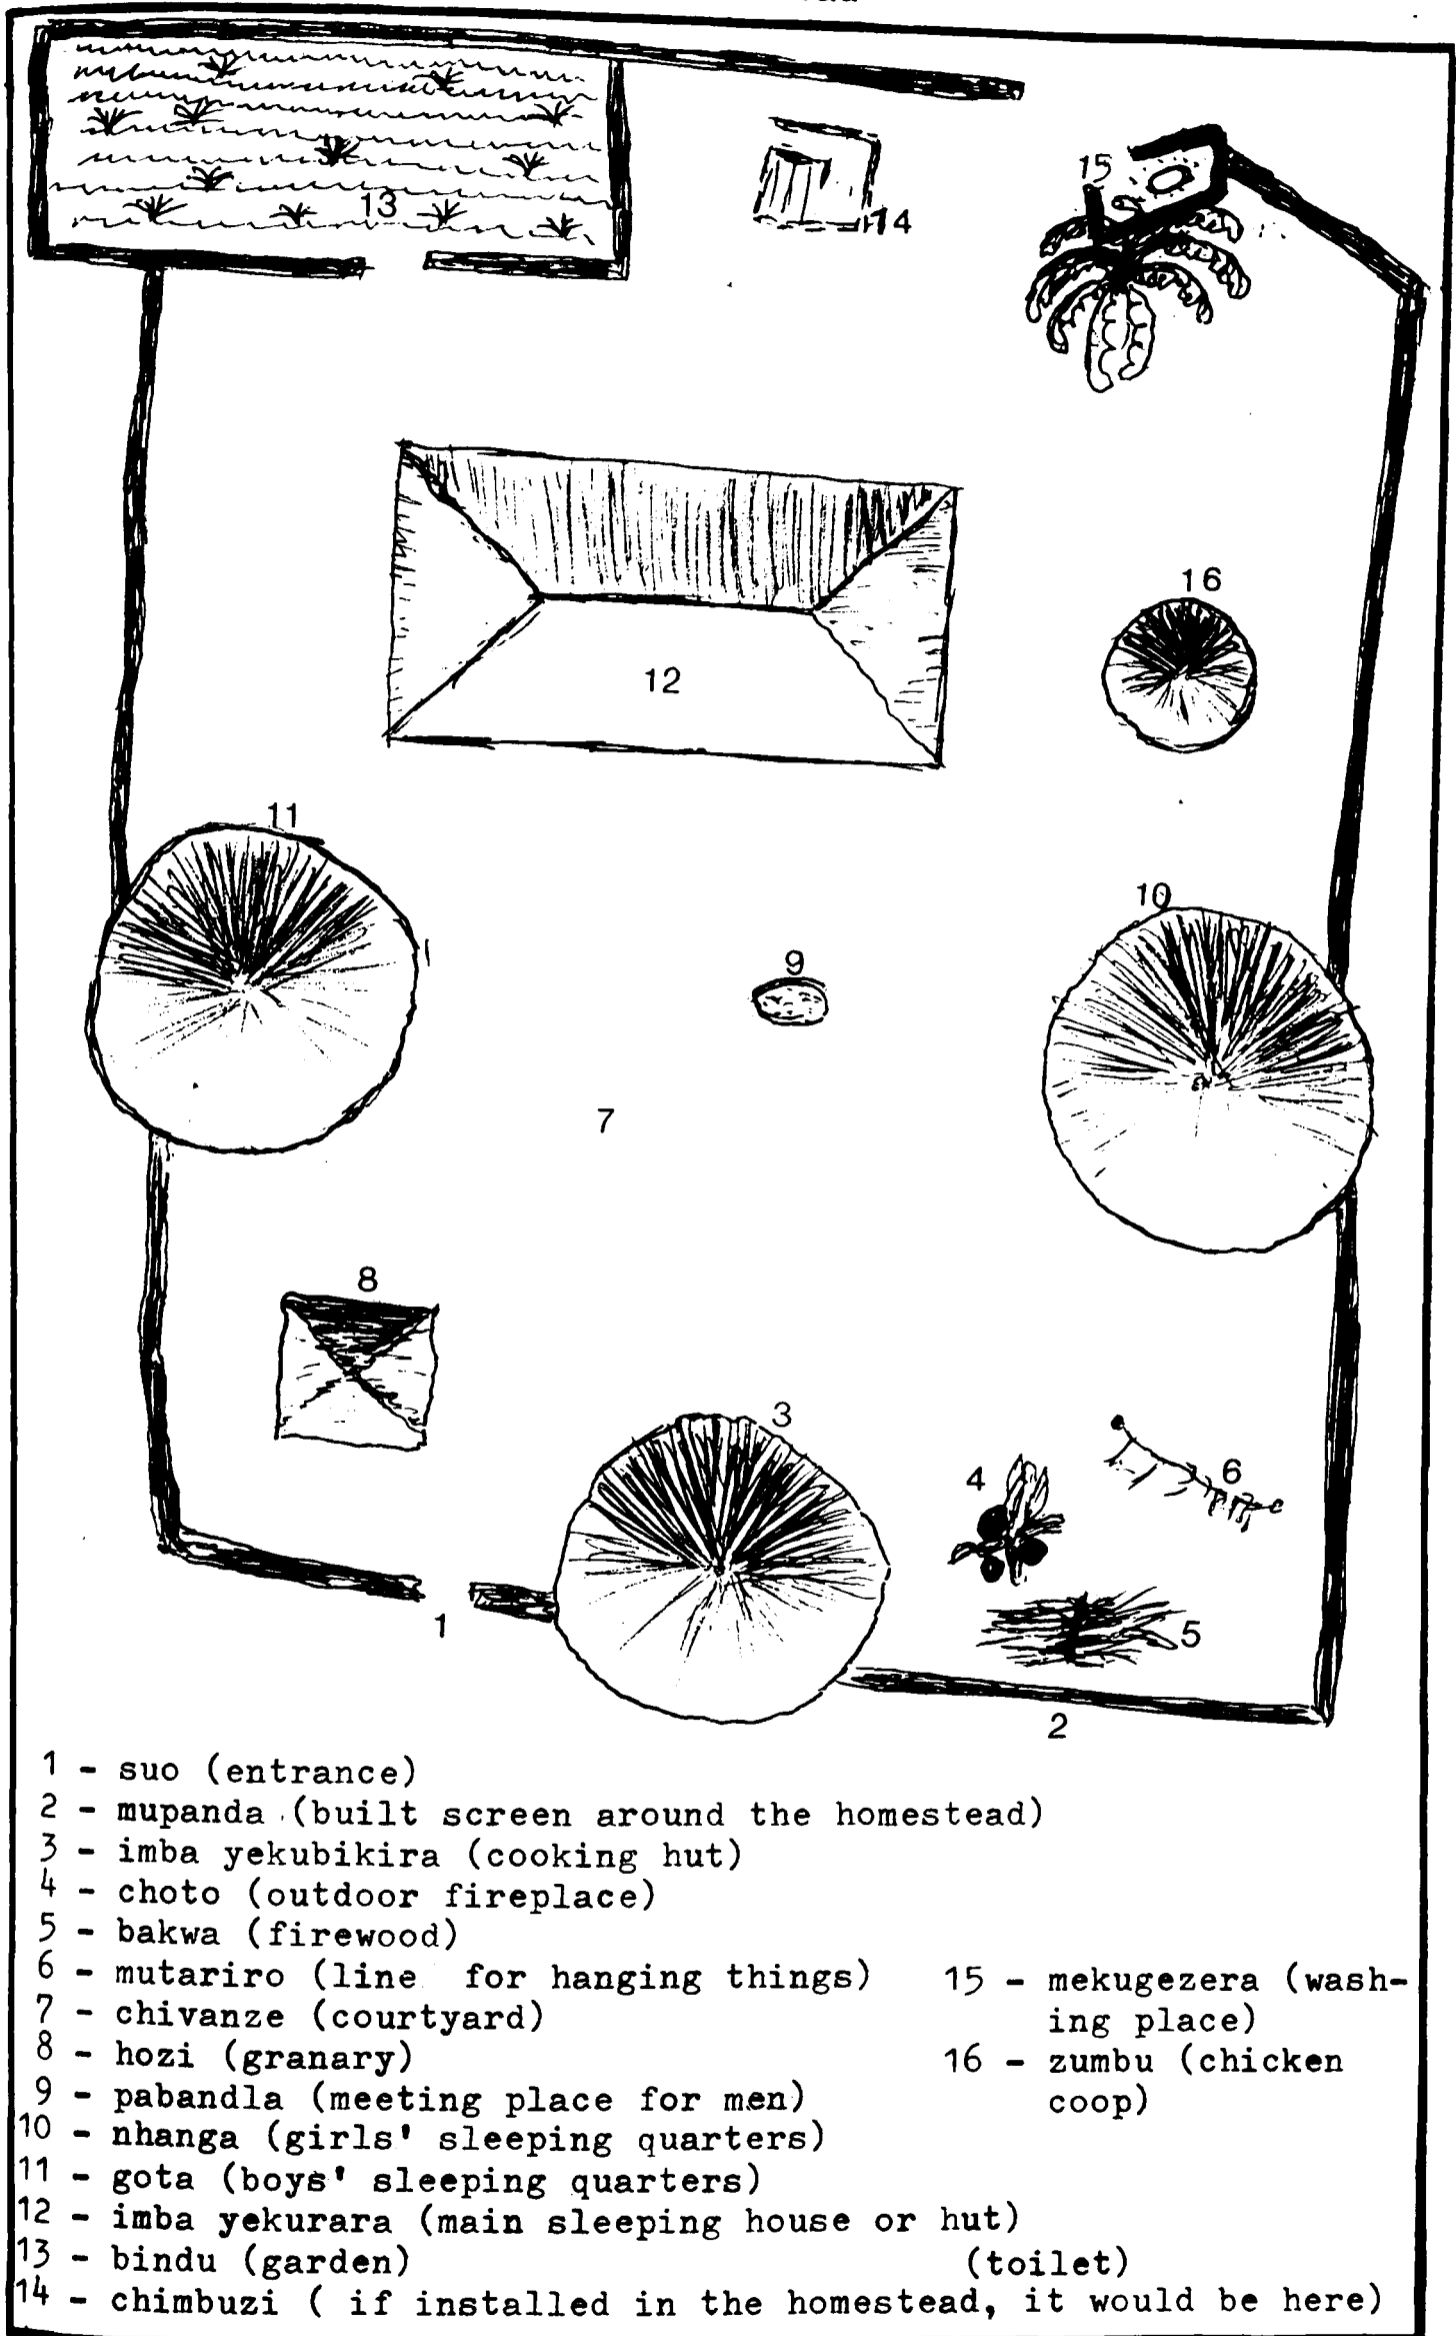 13
14
15
16
12
11
10
9
7
8
3
4
6
1
5
2
1 - suo (entrance)
2 - mupanda (built screen around the homestead)
3 - imba yekubikira (cooking hut)
4 - choto (outdoor fireplace)
5 - bakwa (firewood)
6 - mutariro (line for hanging things)
7 - chivanze (courtyard)
8 - hozi (granary)
9 - pabandla (meeting place for men)
10 - nhanga (girls' sleeping quarters)
11 - gota (boys' sleeping quarters)
12 - imba yekurara (main sleeping house or hut)
13 - bindu (garden)
(toilet)
14 - chimbuzi ( if installed in the homestead, it would be here)
15 - mekugezera (wash-
ing place)
16 - zumbu (chicken
coop)